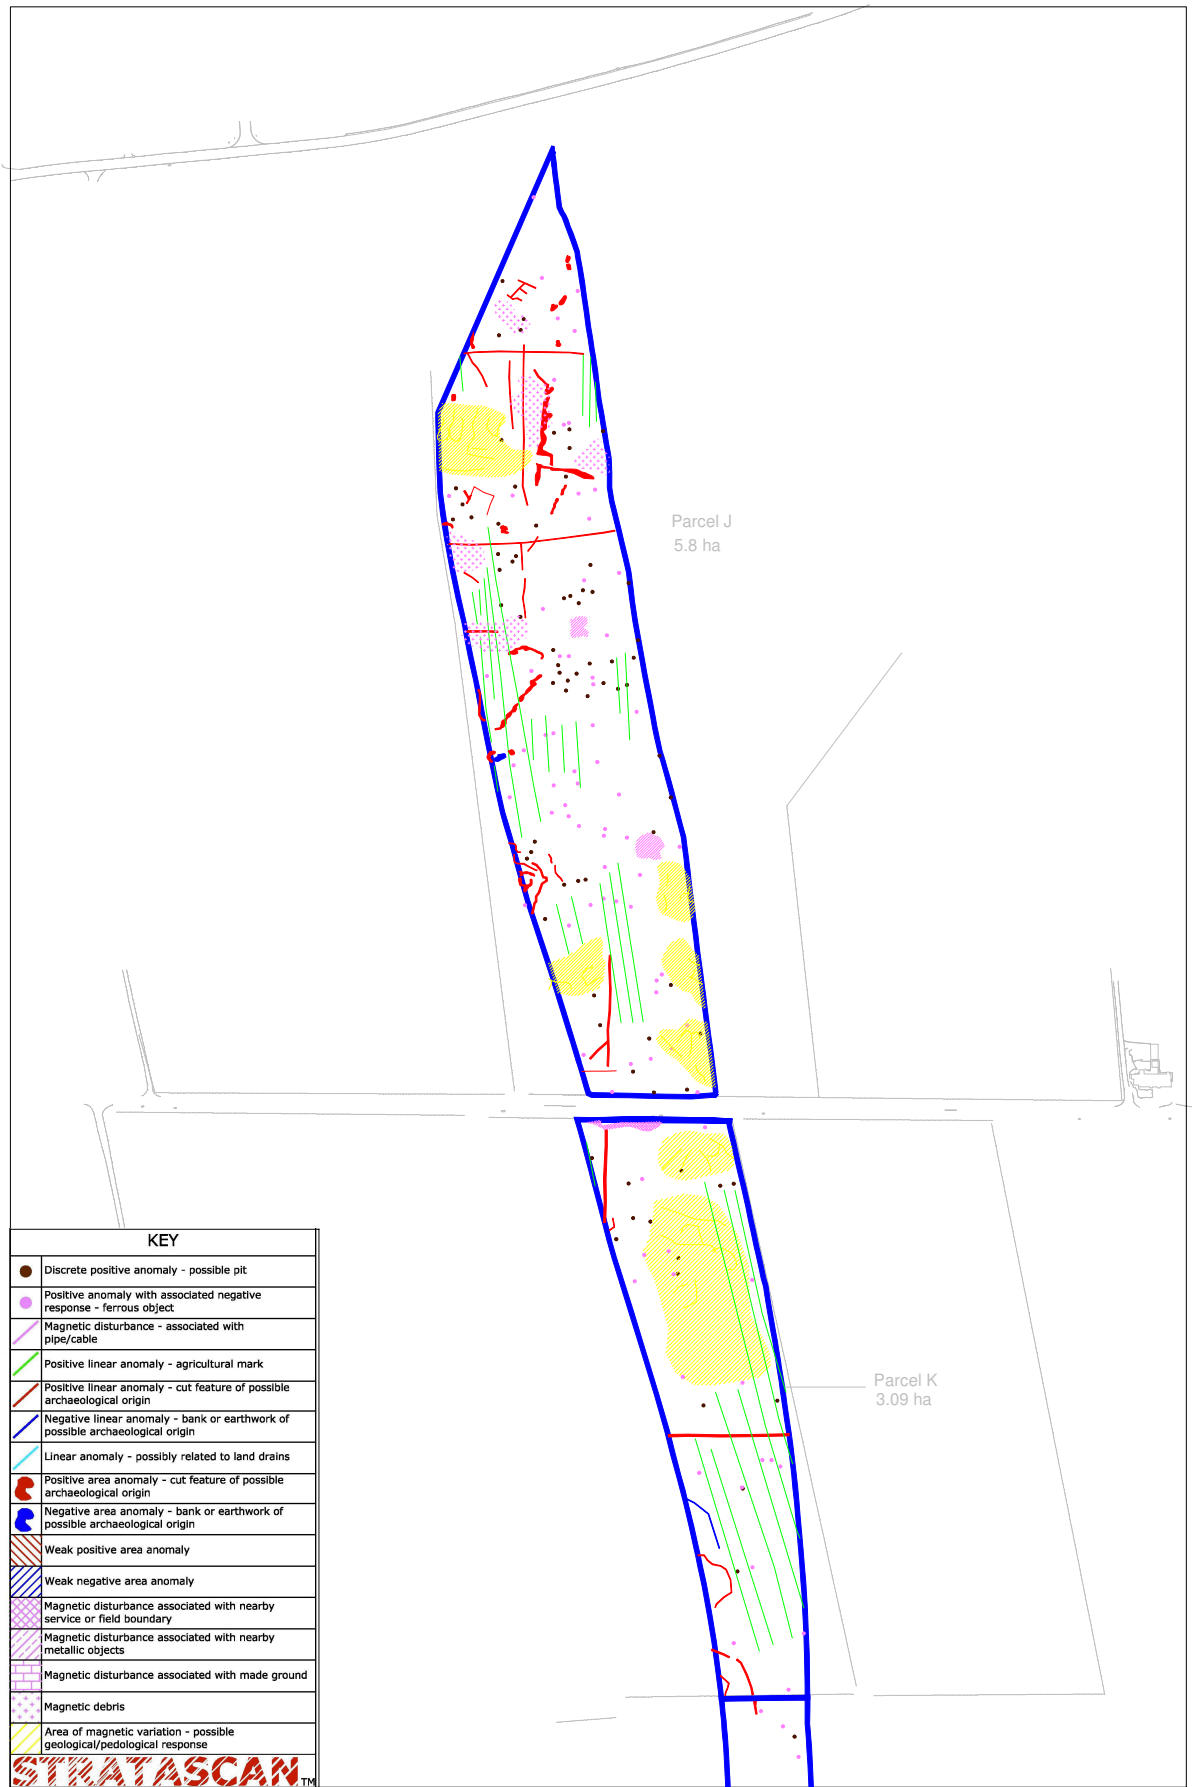 Parcel J
5.8 ha
Parcel K
3.09 ha
KEY
Discrete positive anomaly - possible pit
Positive anomaly with associated negative
response - ferrous object
Magnetic disturbance - associated with
pipe/cable
Positive linear anomaly - agricultural mark
Positive linear anomaly - cut feature of possible
archaeological origin
Negative linear anomaly - bank or earthwork of
possible archaeological origin
Linear anomaly - possibly related to land drains
Positive area anomaly - cut feature of possible
archaeological origin
Negative area anomaly - bank or earthwork of
possible archaeological origin
Weak positive area anomaly
Weak negative area anomaly
Magnetic disturbance associated with nearby
service or field boundary
Magnetic disturbance associated with nearby
metallic objects
Magnetic disturbance associated with made ground
Magnetic debris
Area of magnetic variation - possible
geological/pedological response
STRATASCAN TM